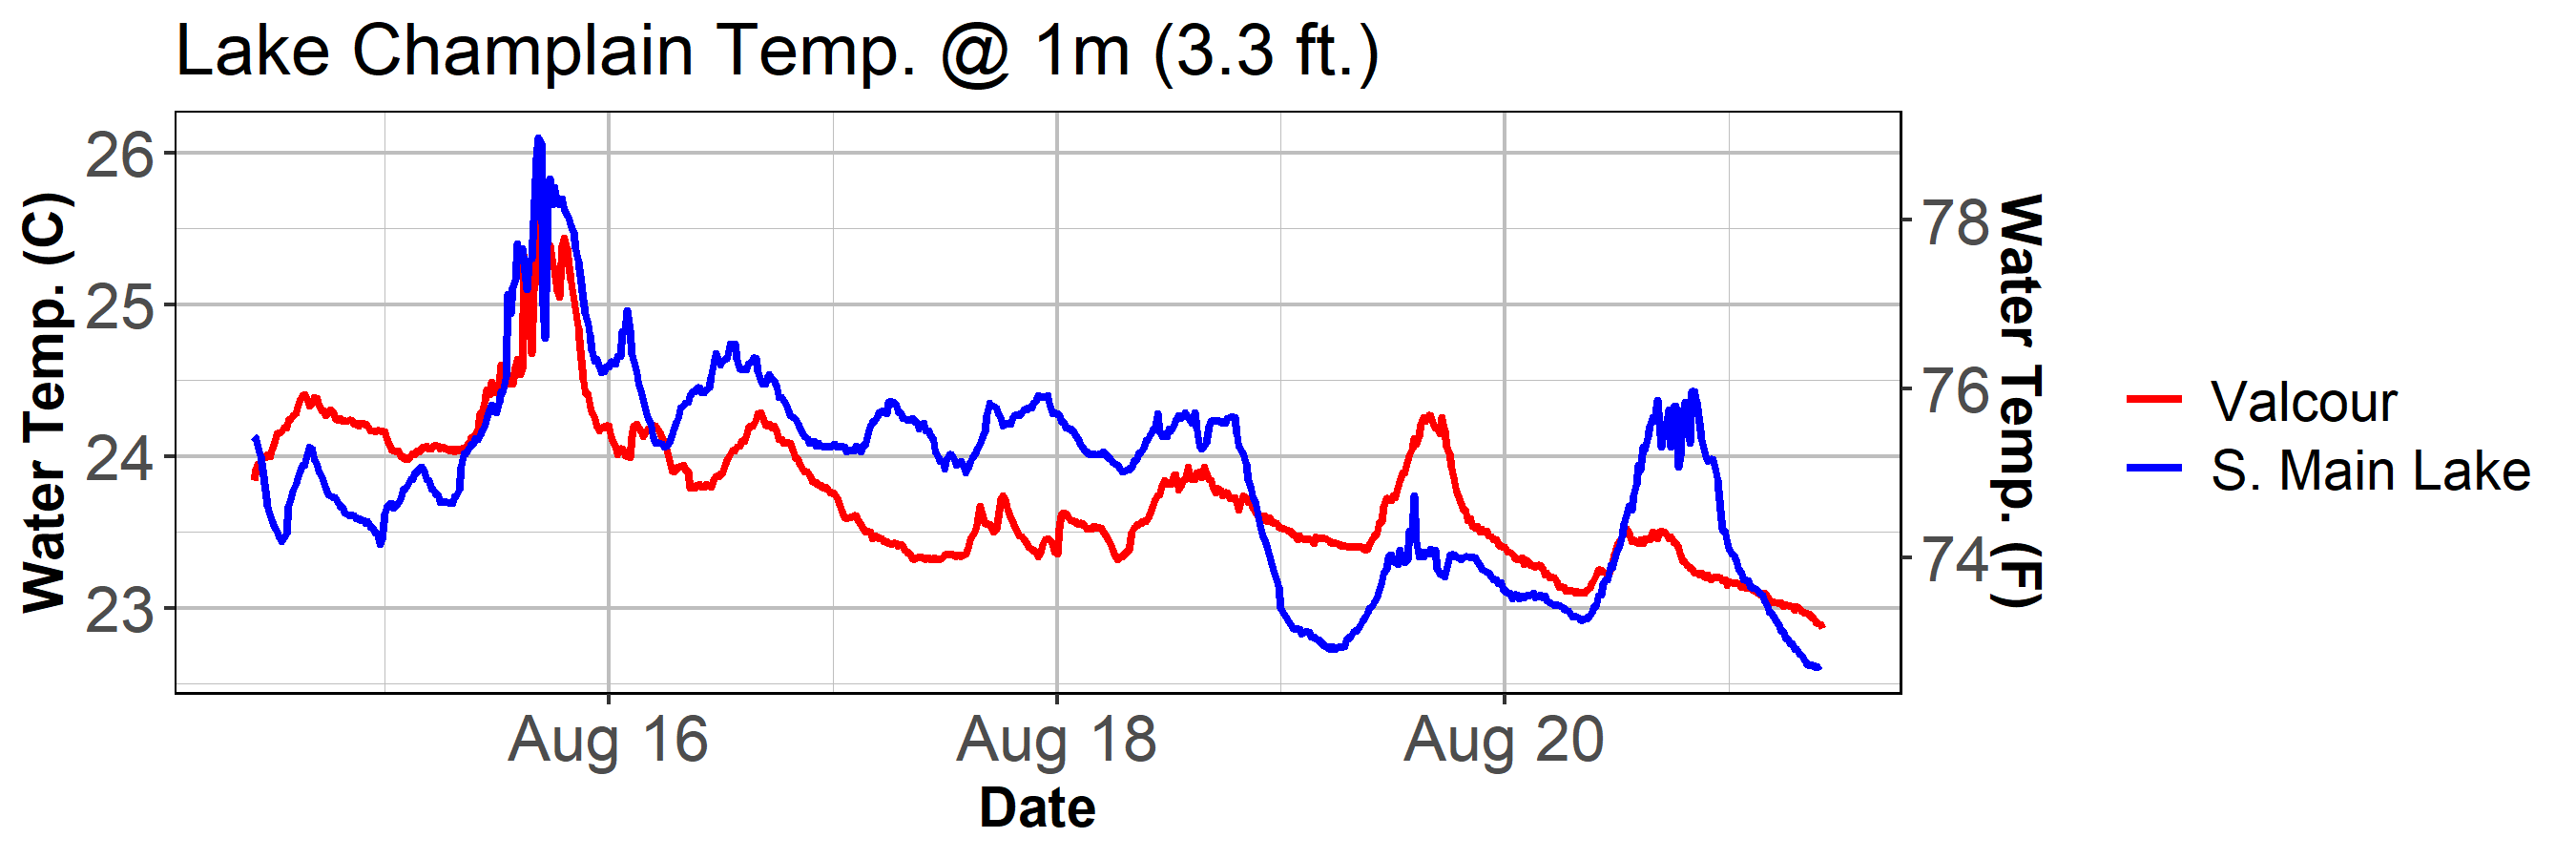 Lake Champlain Temp. @ 1m (3.3 ft.)
Water Temp. (C)
26
25
24
23
78
76
74
Water Temp. (F)
Valcour
S. Main Lake
Aug 16
Aug 18
Aug 20
Date